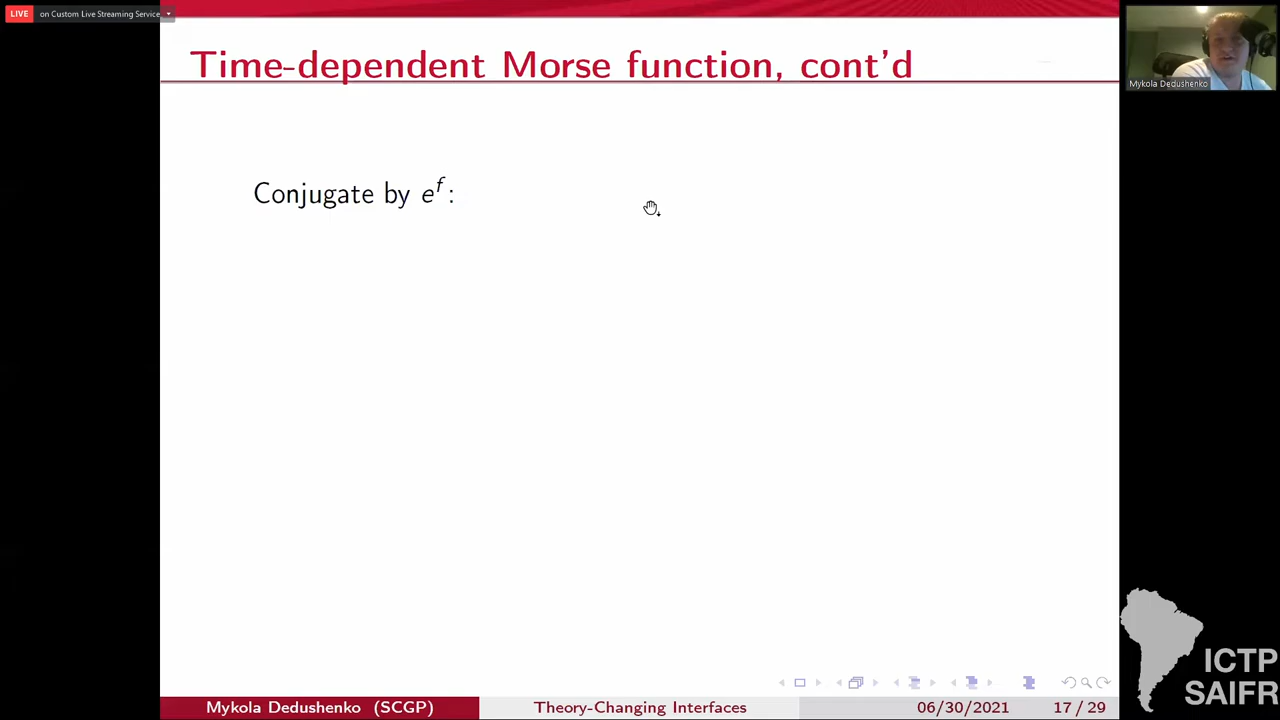 LIVE on Custom Live Streaming Service
Time-dependent Morse function, cont'd
Mykola Dedushenko
Conjugate by e^f:
ICTP
SAIFR
Mykola Dedushenko (SCGP) Theory-Changing Interfaces 06/30/2021 17 / 29